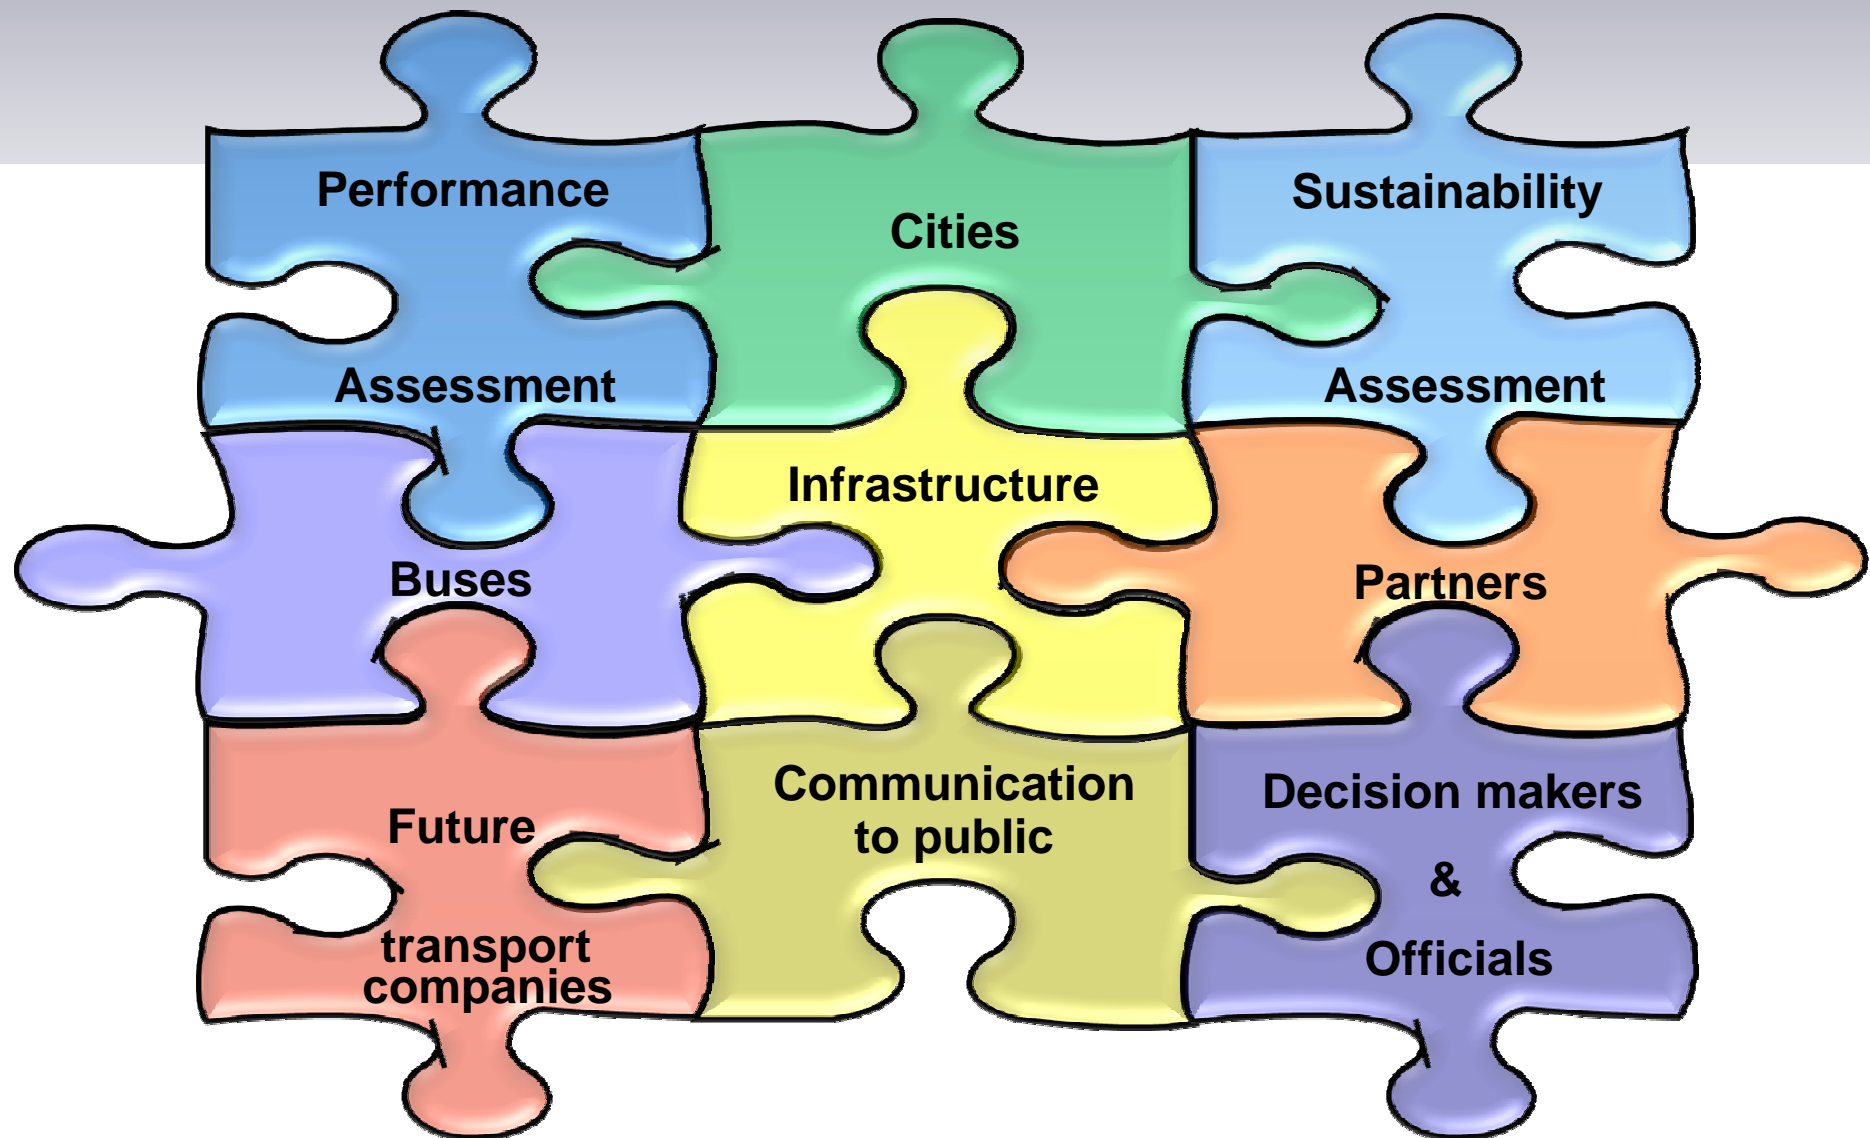 Performance
Assessment
Cities
Sustainability
Assessment
Buses
Infrastructure
Partners
Future
transport
companies
Communication
to public
Decision makers
&
Officials